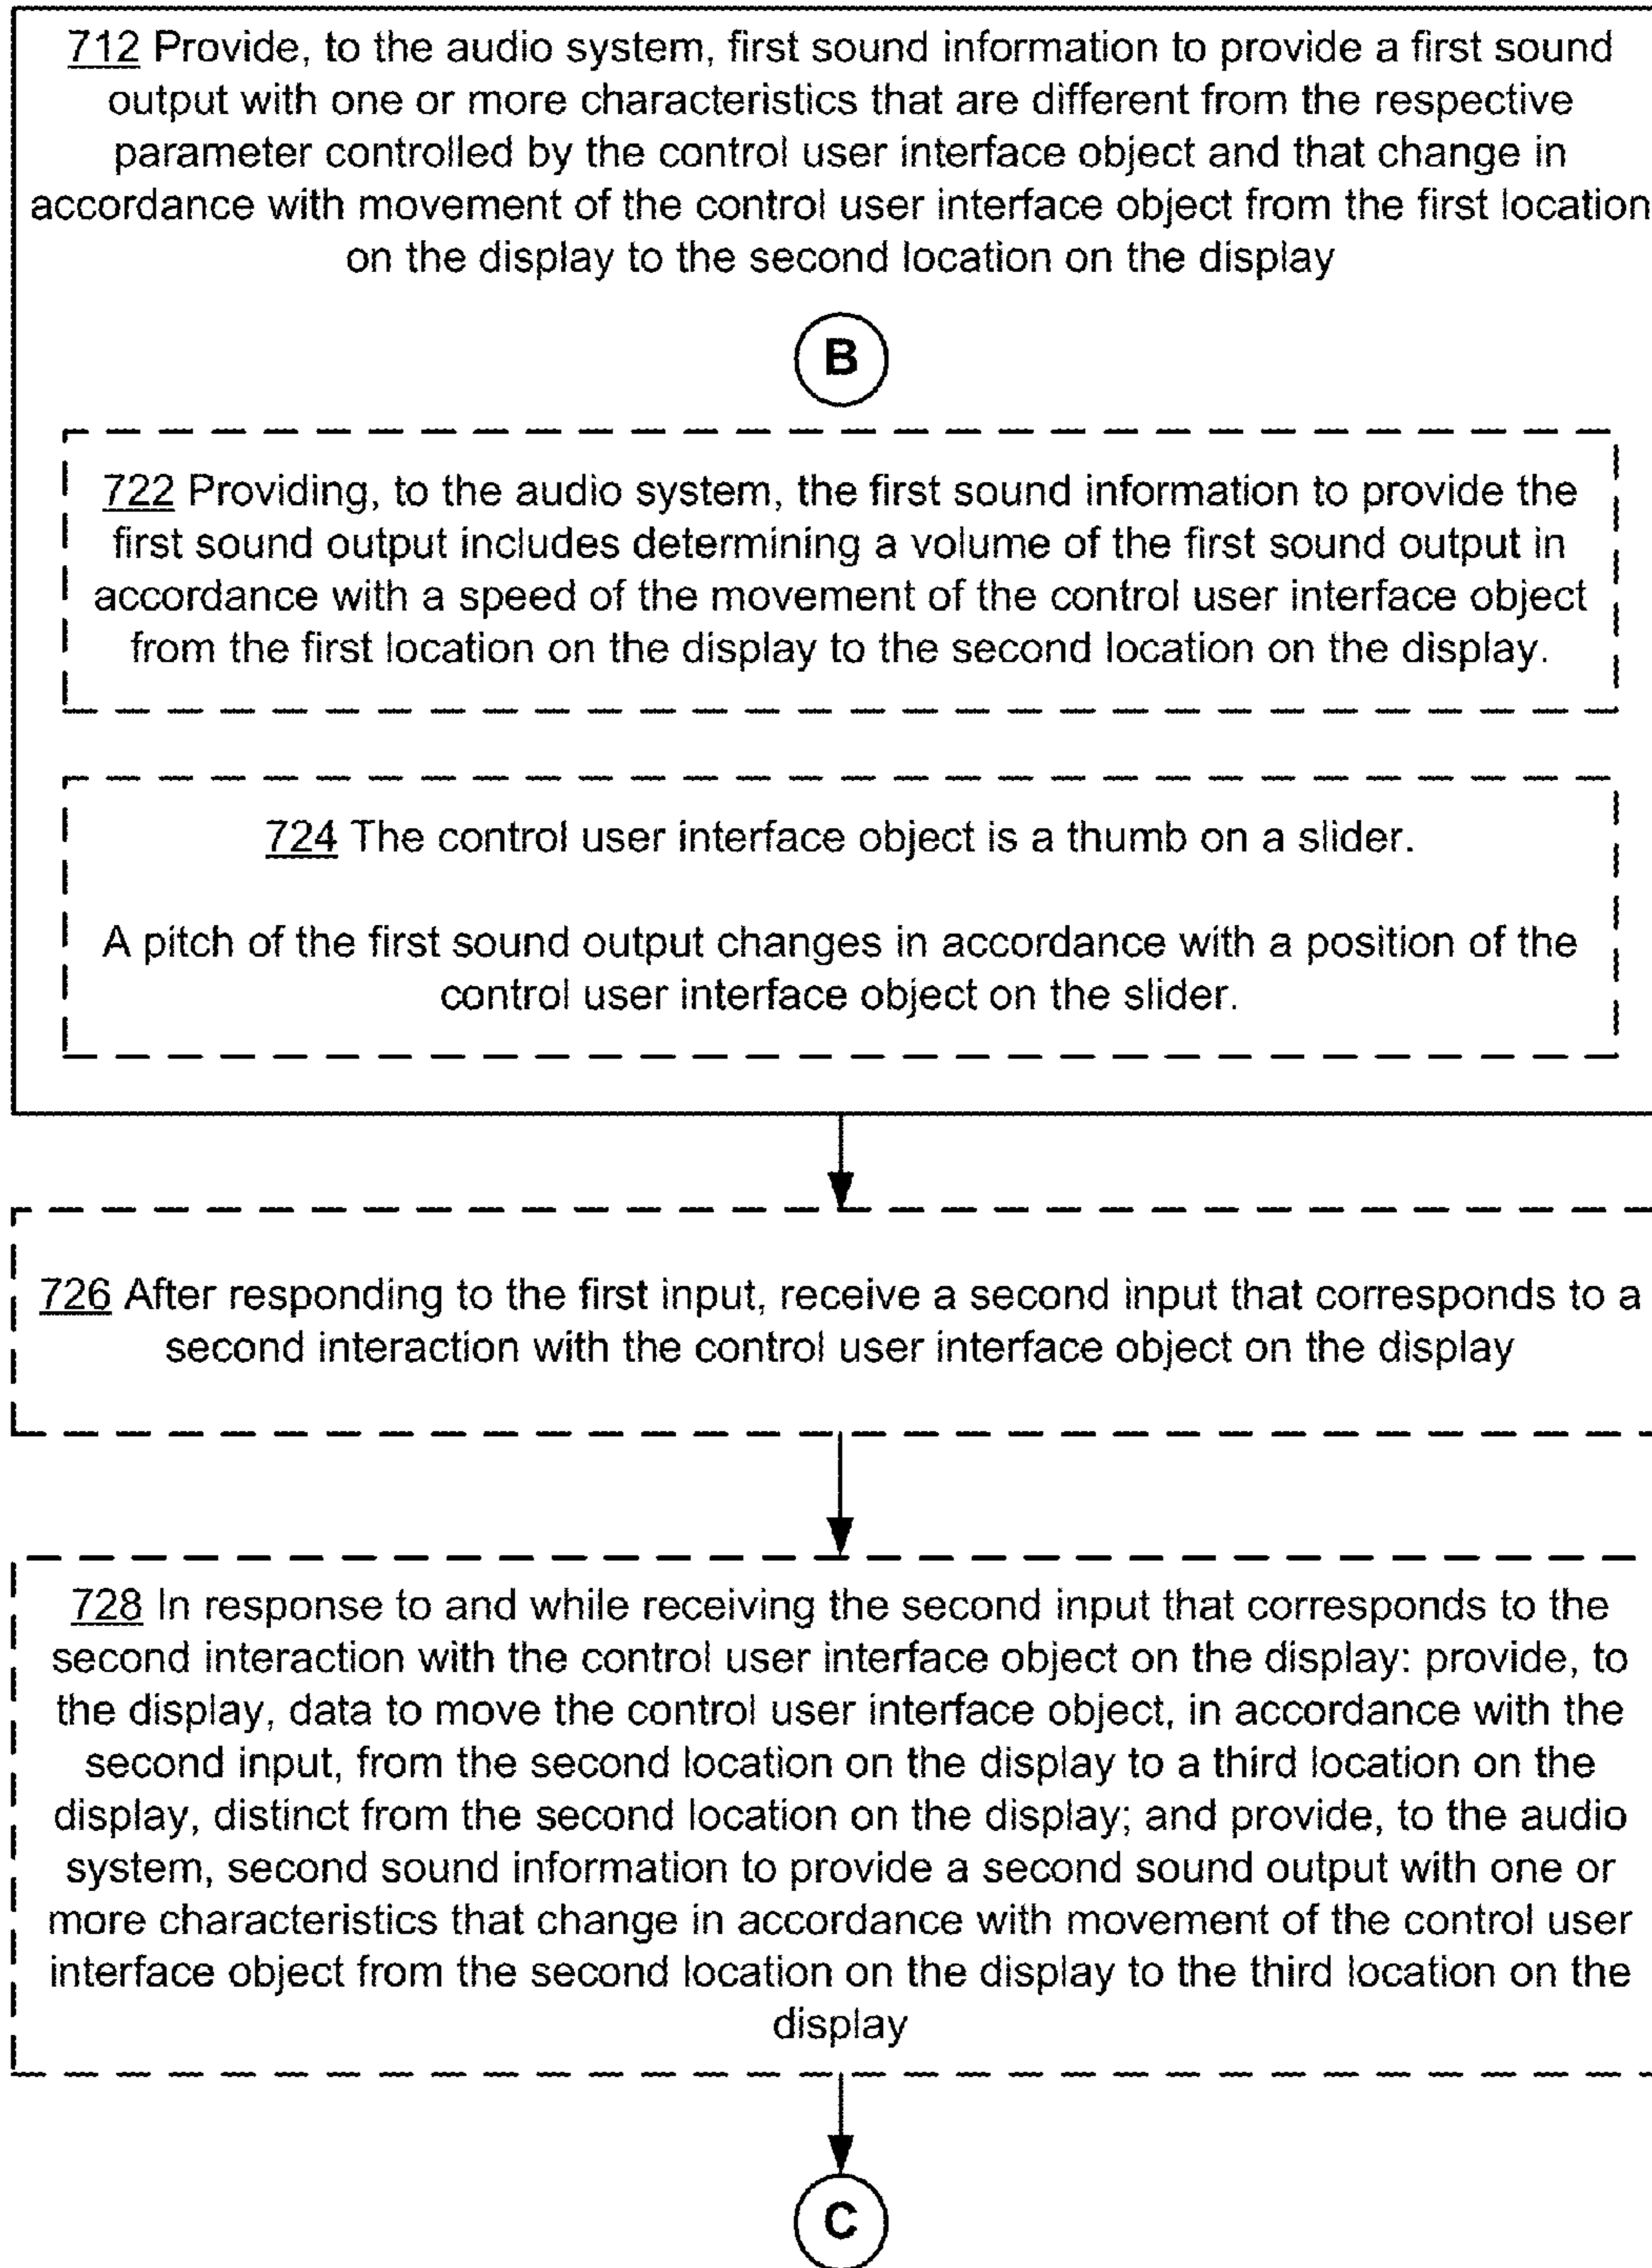 712 Provide, to the audio system, first sound information to provide a first sound
output with one or more characteristics that are different from the respective
parameter controlled by the control user interface object and that change in
accordance with movement of the control user interface object from the first location
on the display to the second location on the display
B
722 Providing, to the audio system, the first sound information to provide the
first sound output includes determining a volume of the first sound output in
accordance with a speed of the movement of the control user interface object
from the first location on the display to the second location on the display.
724 The control user interface object is a thumb on a slider.
A pitch of the first sound output changes in accordance with a position of the
control user interface object on the slider.
726 After responding to the first input, receive a second input that corresponds to a
second interaction with the control user interface object on the display
728 In response to and while receiving the second input that corresponds to the
second interaction with the control user interface object on the display: provide, to
the display, data to move the control user interface object, in accordance with the
second input, from the second location on the display to a third location on the
display, distinct from the second location on the display; and provide, to the audio
system, second sound information to provide a second sound output with one or
more characteristics that change in accordance with movement of the control user
interface object from the second location on the display to the third location on the
display
C